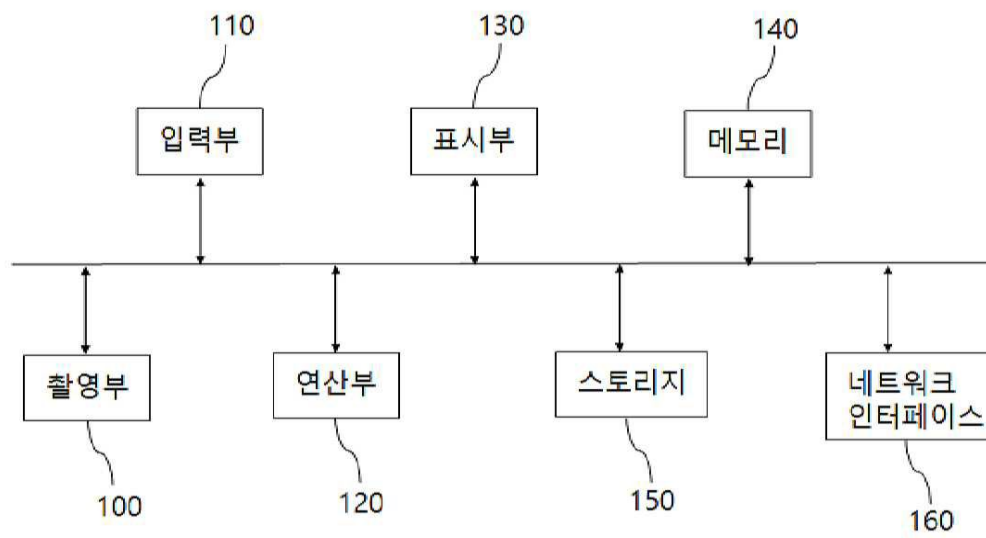 110
130
140
입력부
표시부
메모리
촬영부
연산부
스토리지
네트워크
인터페이스
100
120
150
160